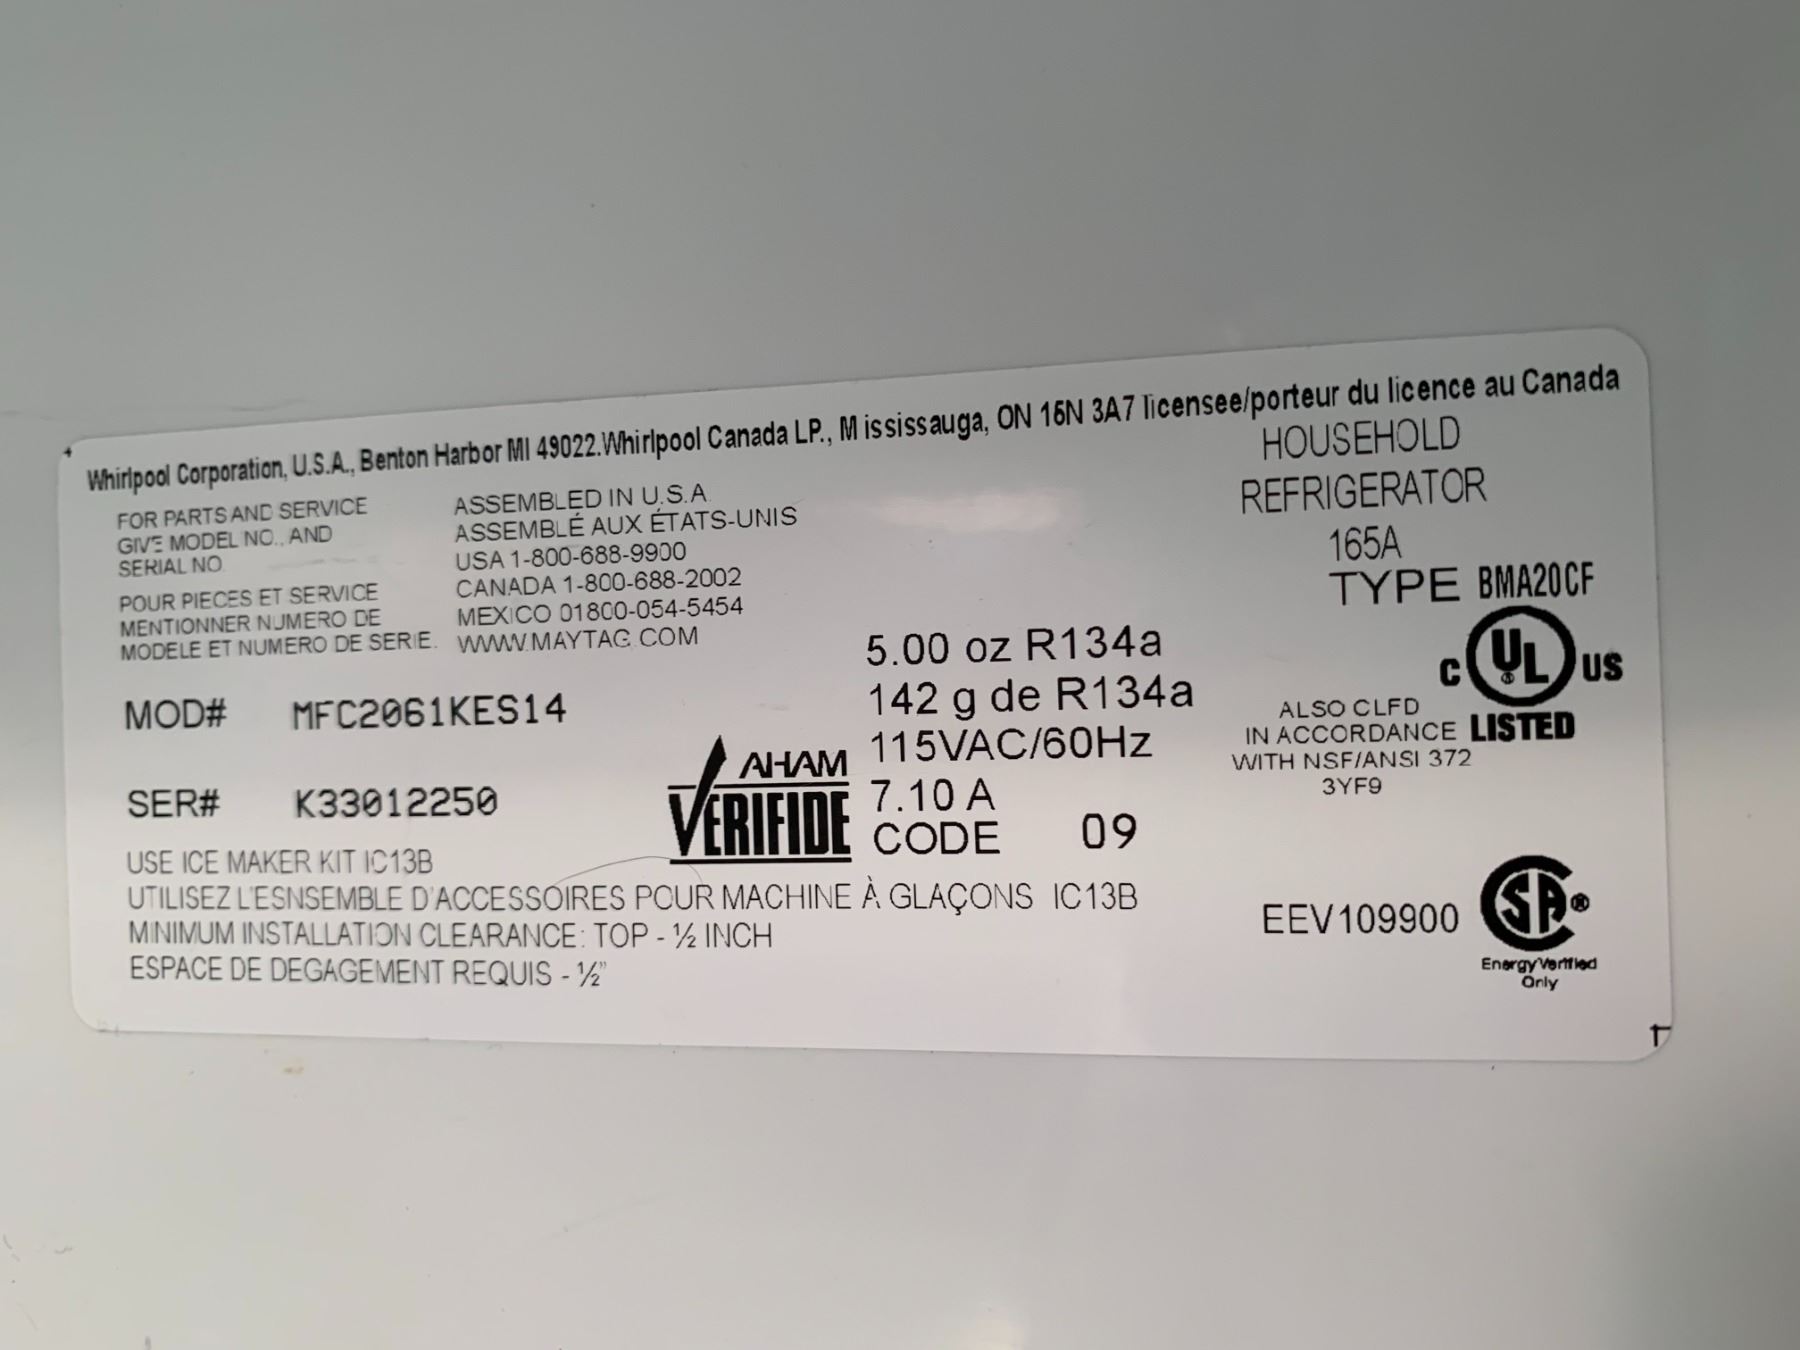 Whirlpool Corporation, U.S.A., Benton Harbor MI 49022.Whirlpool Canada LP., M ississauga, ON 16N 3A7 licensee/porteur du licence au Canada
FOR PARTS AND SERVICE
GIVE MODEL NO., AND
SERIAL NO.
POUR PIECES ET SERVICE
MENTIONNER NUMERO DE
MODELE ET NUMERO DE SERIE.
ASSEMBLED IN U.S.A.
ASSEMBLÉ AUX ÉTATS-UNIS
USA 1-800-688-9900
CANADA 1-800-688-2002
MEXICO 01800-054-5454
WWW.MAYTAG.COM
HOUSEHOLD
REFRIGERATOR
165A
TYPE BMA20CF
C UL® US
LISTED
ALSO CLFD
IN ACCORDANCE
WITH NSF/ANSI 372
3YF9
MOD# MFC2061KES14
SER# K33012250
AHAM
VERIFIDE
5.00 oz R134a
142 g de R134a
115VAC/60Hz
7.10 A
CODE 09
USE ICE MAKER KIT IC13B
UTILISEZ L'ESNSEMBLE D'ACCESSOIRES POUR MACHINE À GLAÇONS IC13B
MINIMUM INSTALLATION CLEARANCE: TOP - ½ INCH
ESPACE DE DEGAGEMENT REQUIS - ½"
EEV109900
SA®
Energy Verified
Only